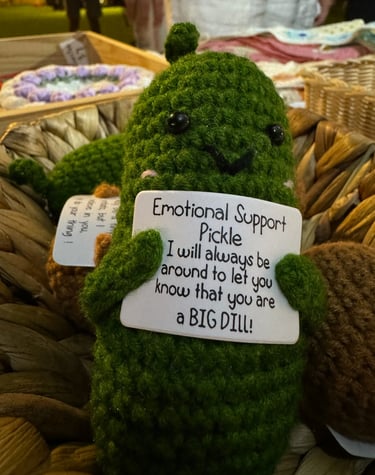 Emotional Support
Pickle
I will always be
around to let you
know that you are
a BIG DILL!